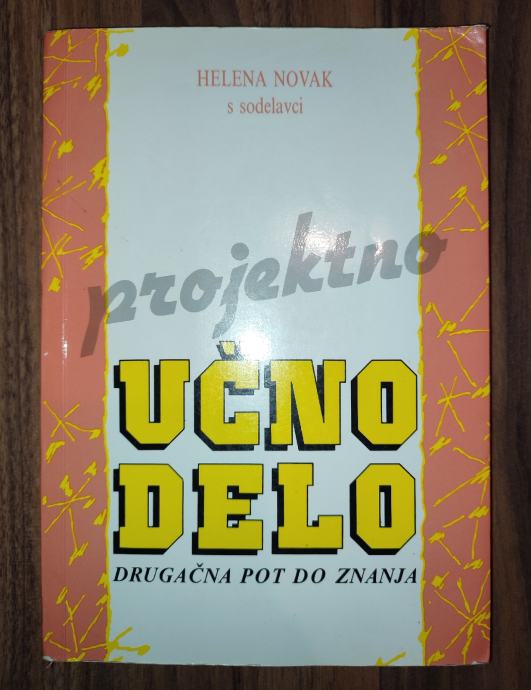 HELENA NOVAK
s sodelavci
projektno
UČNO
DELO
DRUGAČNA POT DO ZNANJA